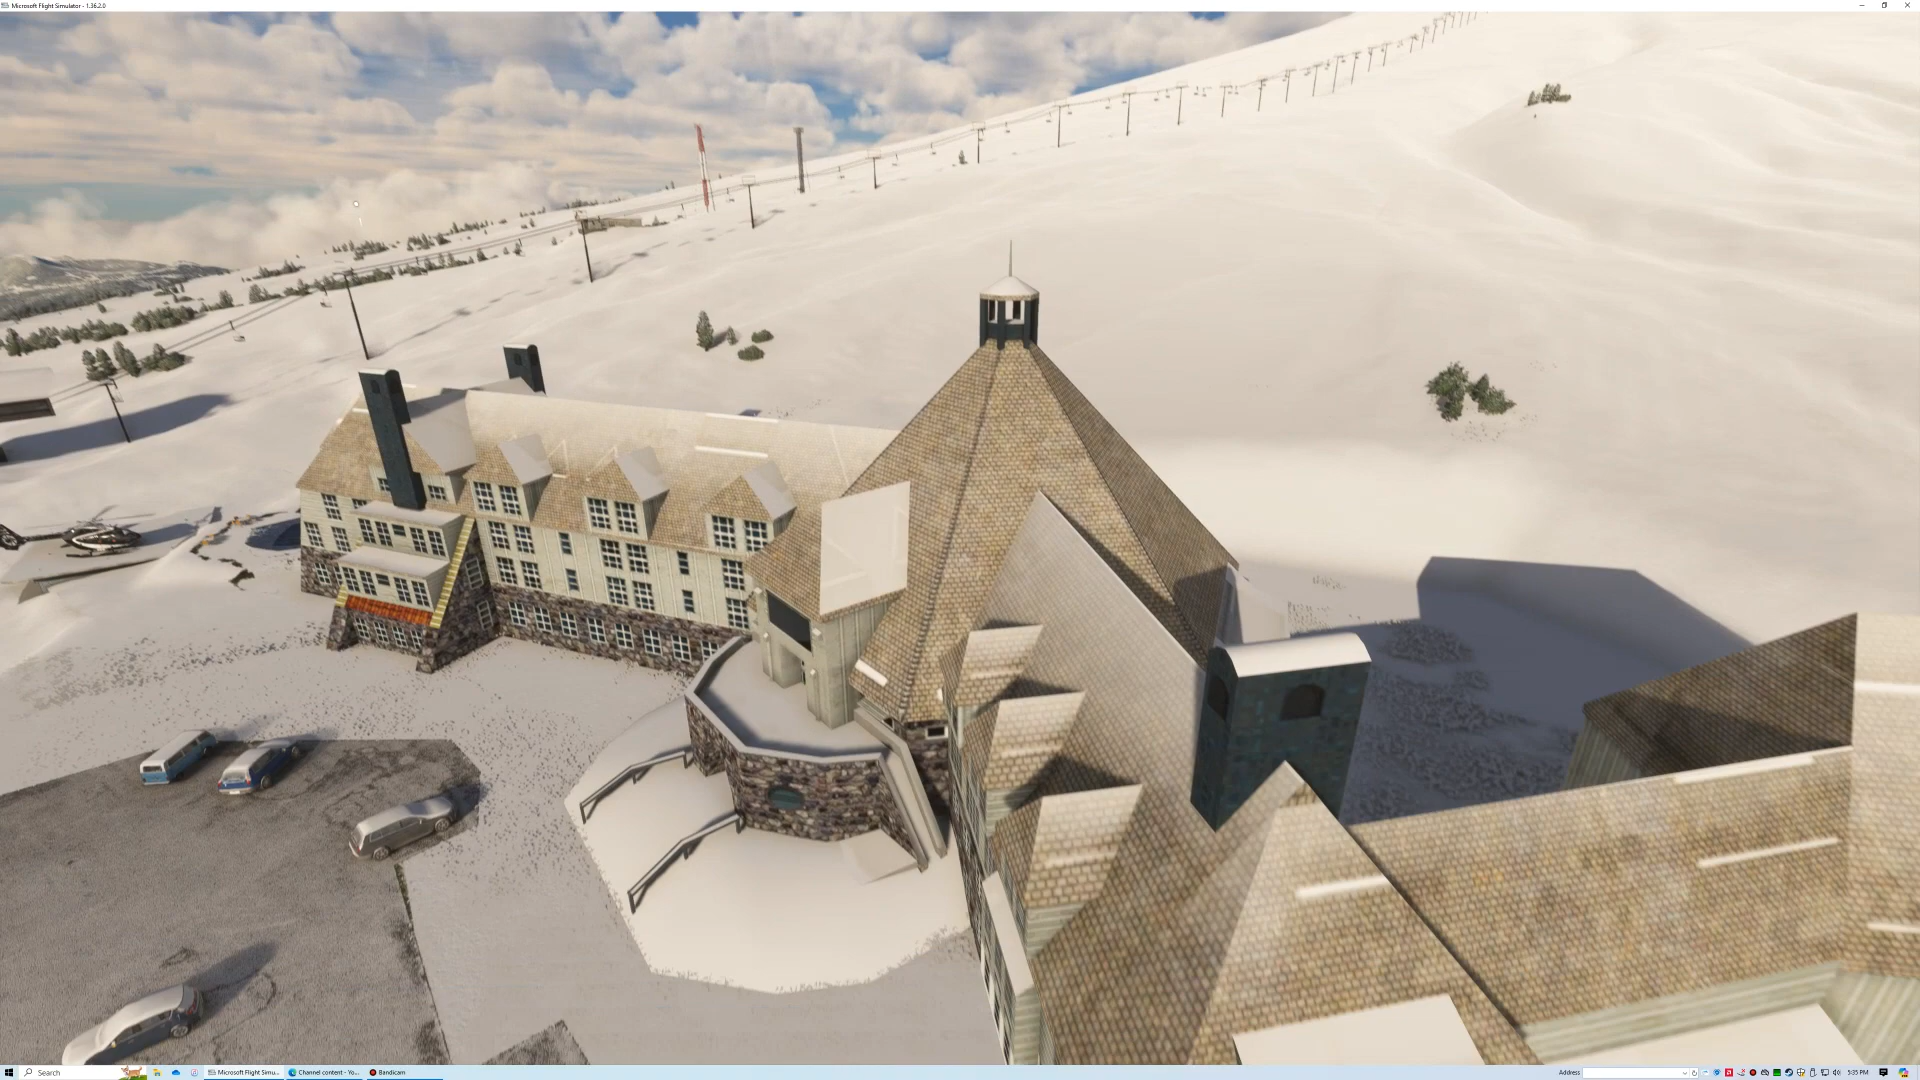 Microsoft Flight Simulator - 1.36.2.0
Search
Microsoft Flight Simu...
Channel content - Yo...
Bandicam
Address
5:35 PM